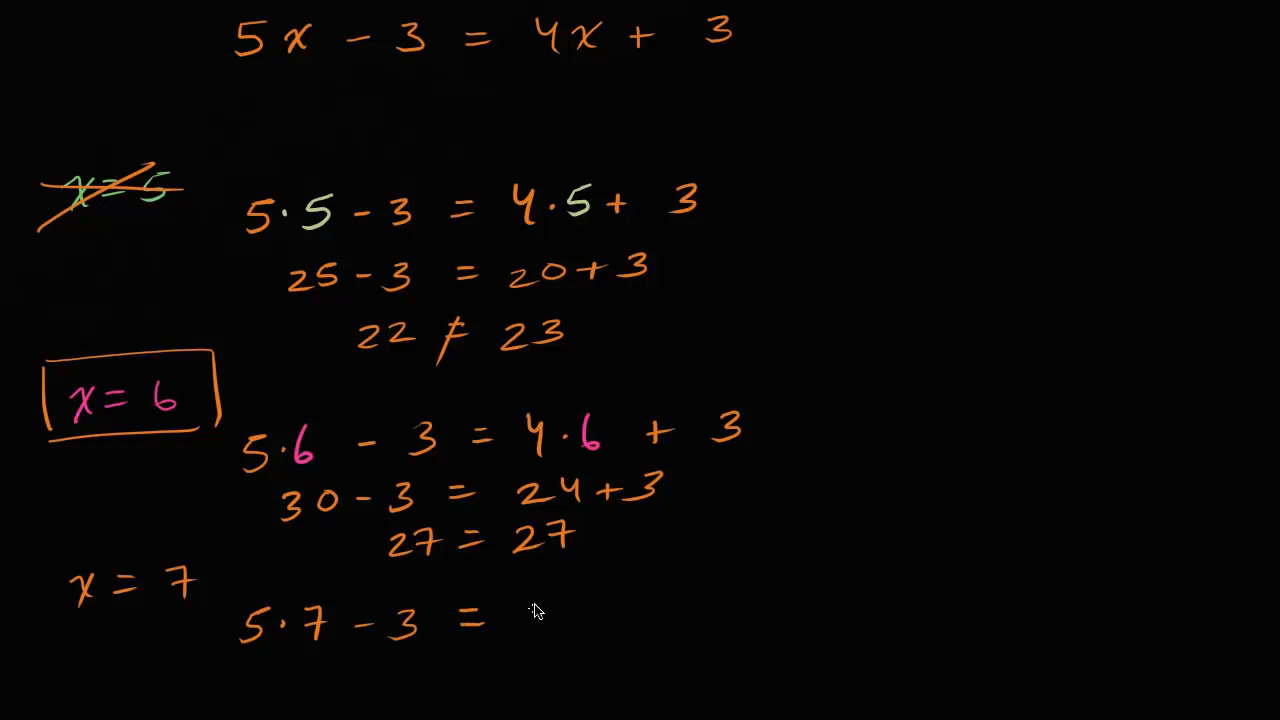 5x - 3 = 4x + 3
x = 5
5·5 - 3 = 4·5 + 3
25 - 3 = 20 + 3
22 ≠ 23
x = 6
5·6 - 3 = 4·6 + 3
30 - 3 = 24 + 3
27 = 27
x = 7
5·7 - 3 =